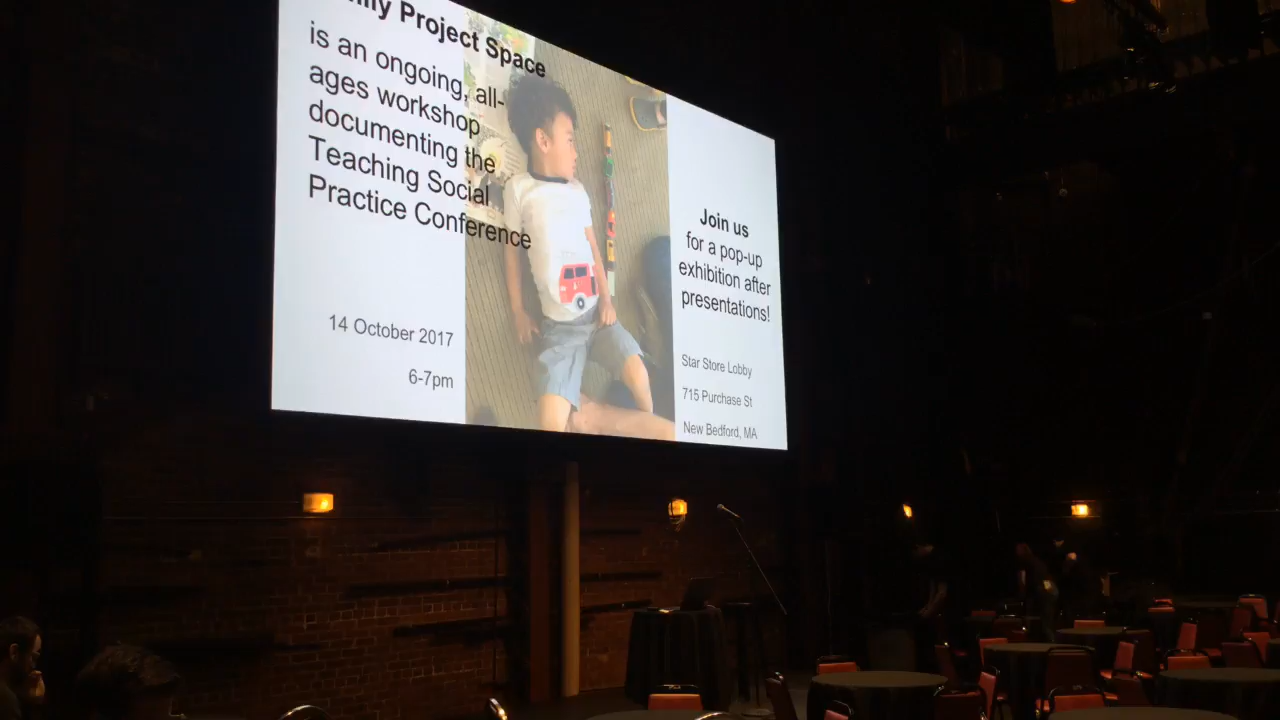 Project Space
is an ongoing, all-
ages workshop
documenting the
Teaching Social
Practice Conference
14 October 2017
6-7pm
Join us
for a pop-up
exhibition after
presentations!
Star Store Lobby
715 Purchase St
New Bedford, MA